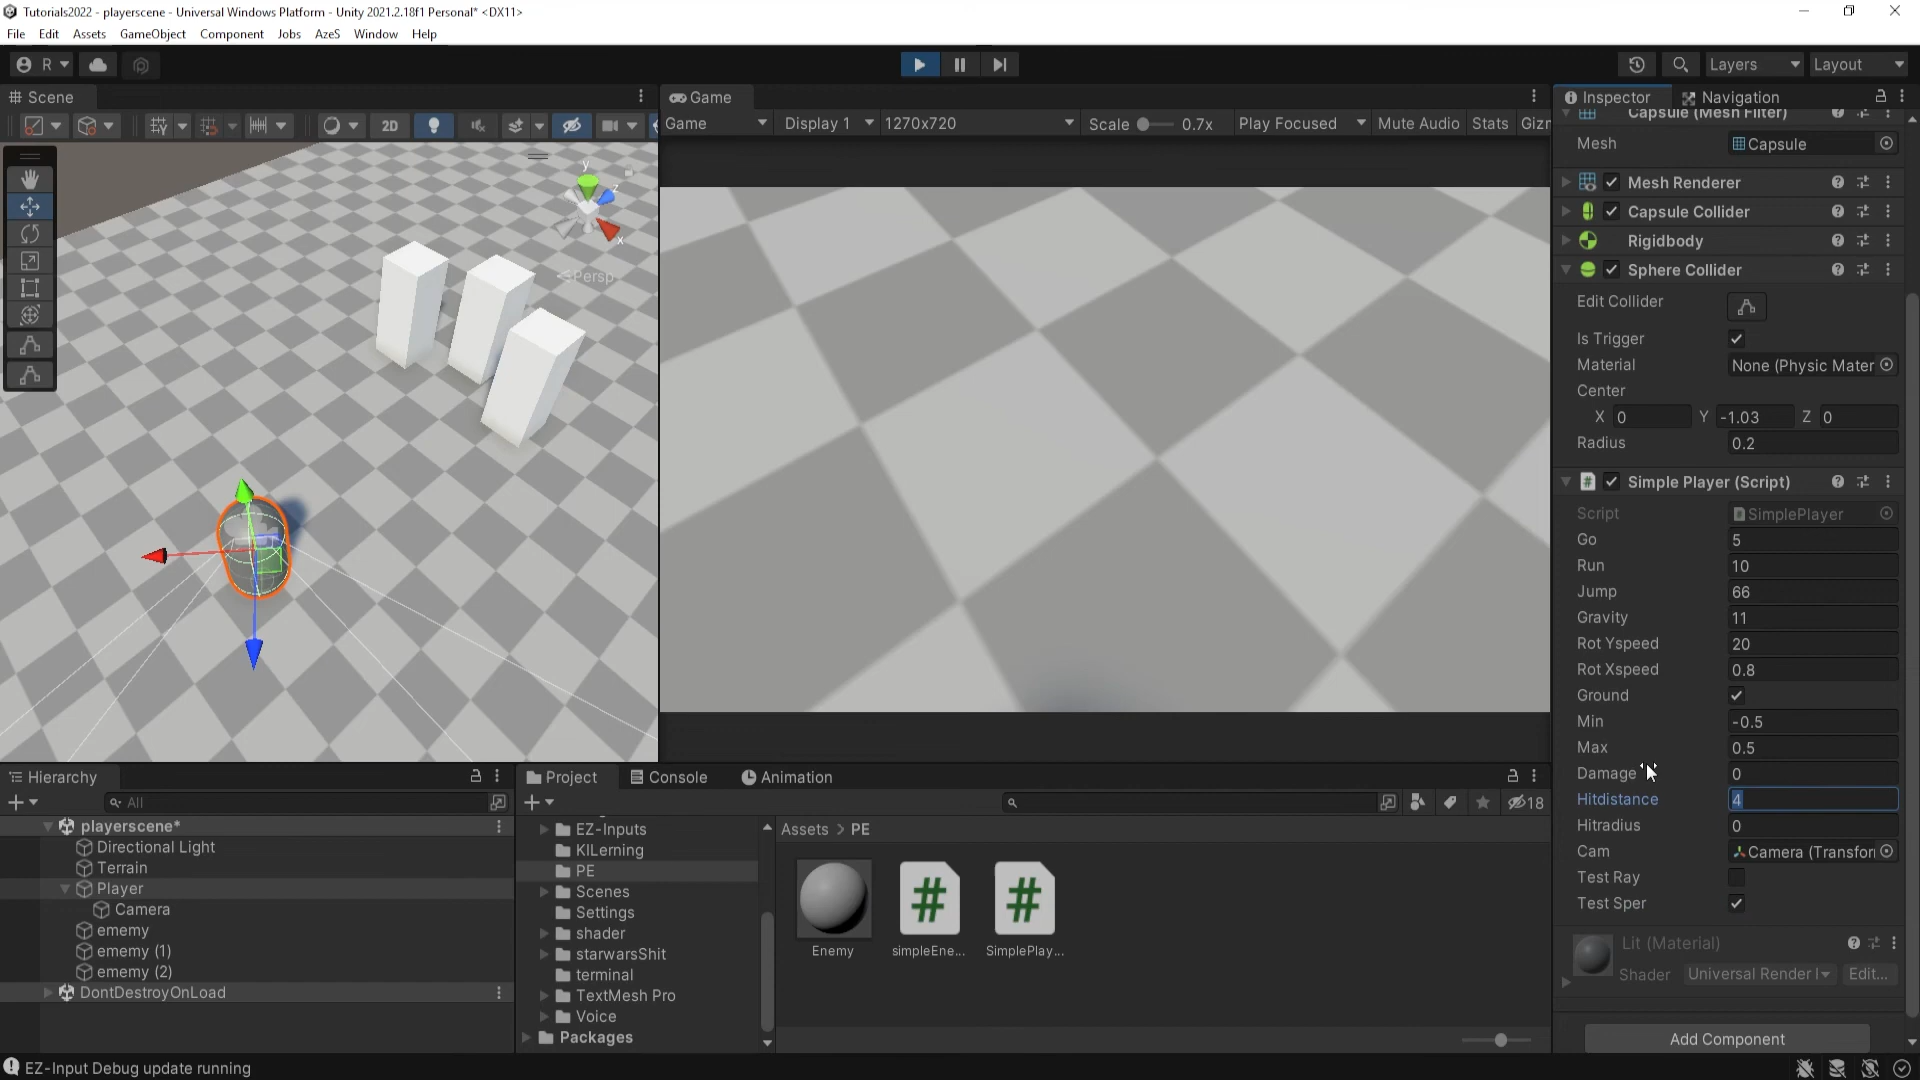 Tutorials2022 - playerscene - Universal Windows Platform - Unity 2021.2.18f1 Personal* <DX11>
File Edit Assets GameObject Component Jobs AzeS Window Help
R Layers Layout
Scene
Game
Inspector Navigation
2D
Game Display 1 1270x720 Scale 0.7x Play Focused Mute Audio Stats Gizn
y
z
x
Persp
Capsule (Mesh Filter)
Mesh Capsule
Mesh Renderer
Capsule Collider
Rigidbody
Sphere Collider
Edit Collider
Is Trigger
Material None (Physic Mater
Center
X 0 Y -1.03 Z 0
Radius 0.2
Simple Player (Script)
Script SimplePlayer
Go 5
Run 10
Jump 66
Gravity 11
Rot Yspeed 20
Rot Xspeed 0.8
Ground
Min -0.5
Max 0.5
Damage 0
Hitdistance 4
Hitradius 0
Cam Camera (Transfor
Test Ray
Test Sper
Lit (Material)
Shader Universal Render Edit...
Add Component
Hierarchy
All
playerscene*
Directional Light
Terrain
Player
Camera
ememy
ememy (1)
ememy (2)
DontDestroyOnLoad
Project Console Animation
18
EZ-Inputs
KILerning
PE
Scenes
Settings
shader
starwarsShit
terminal
TextMesh Pro
Voice
Packages
Assets > PE
Enemy simpleEne... SimplePlay...
EZ-Input Debug update running